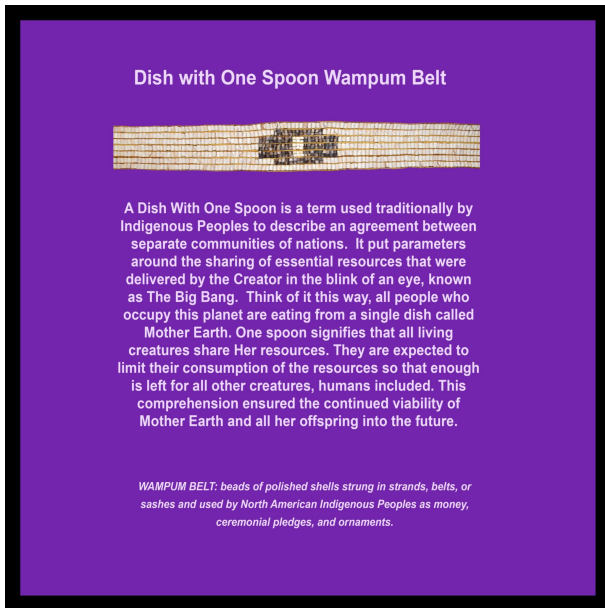 Dish with One Spoon Wampum Belt
A Dish With One Spoon is a term used traditionally by
Indigenous Peoples to describe an agreement between
separate communities of nations.  It put parameters
around the sharing of essential resources that were
delivered by the Creator in the blink of an eye, known
as The Big Bang.  Think of it this way, all people who
occupy this planet are eating from a single dish called
Mother Earth. One spoon signifies that all living
creatures share Her resources. They are expected to
limit their consumption of the resources so that enough
is left for all other creatures, humans included. This
comprehension ensured the continued viability of
Mother Earth and all her offspring into the future.
WAMPUM BELT: beads of polished shells strung in strands, belts, or
sashes and used by North American Indigenous Peoples as money,
ceremonial pledges, and ornaments.